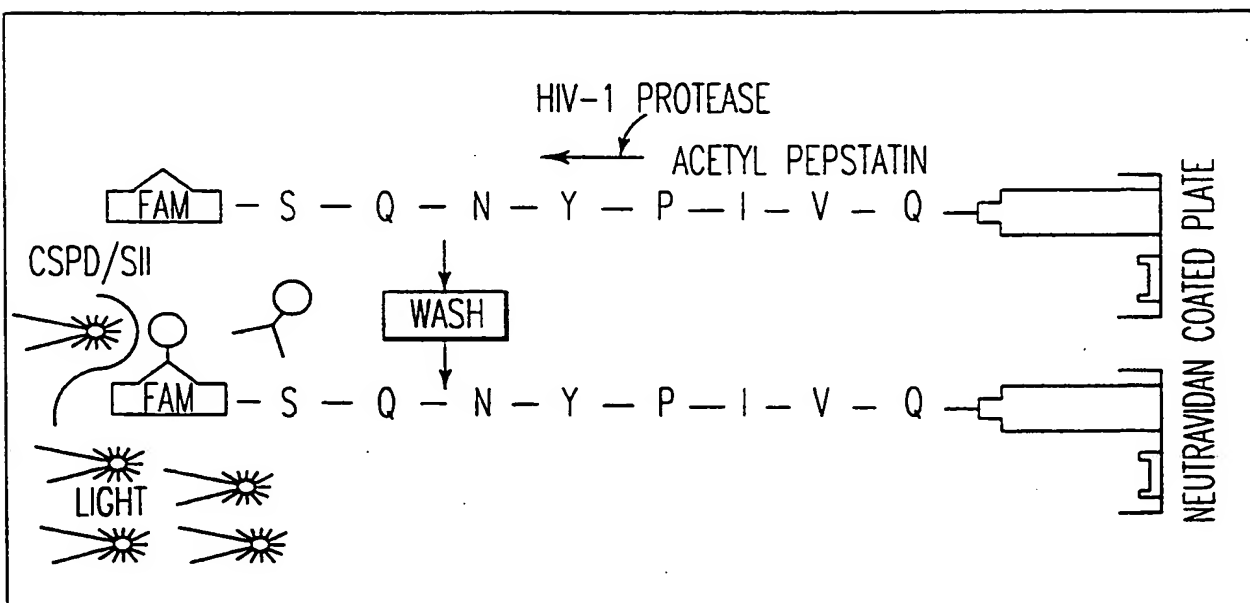 HIV-1 PROTEASE
ACETYL PEPSTATIN
FAM - S - Q - N - Y - P - I - V - Q -
CSPD/SII
WASH
FAM - S - Q - N - Y - P - I - V - Q -
LIGHT
NEUTRAVIDAN COATED PLATE